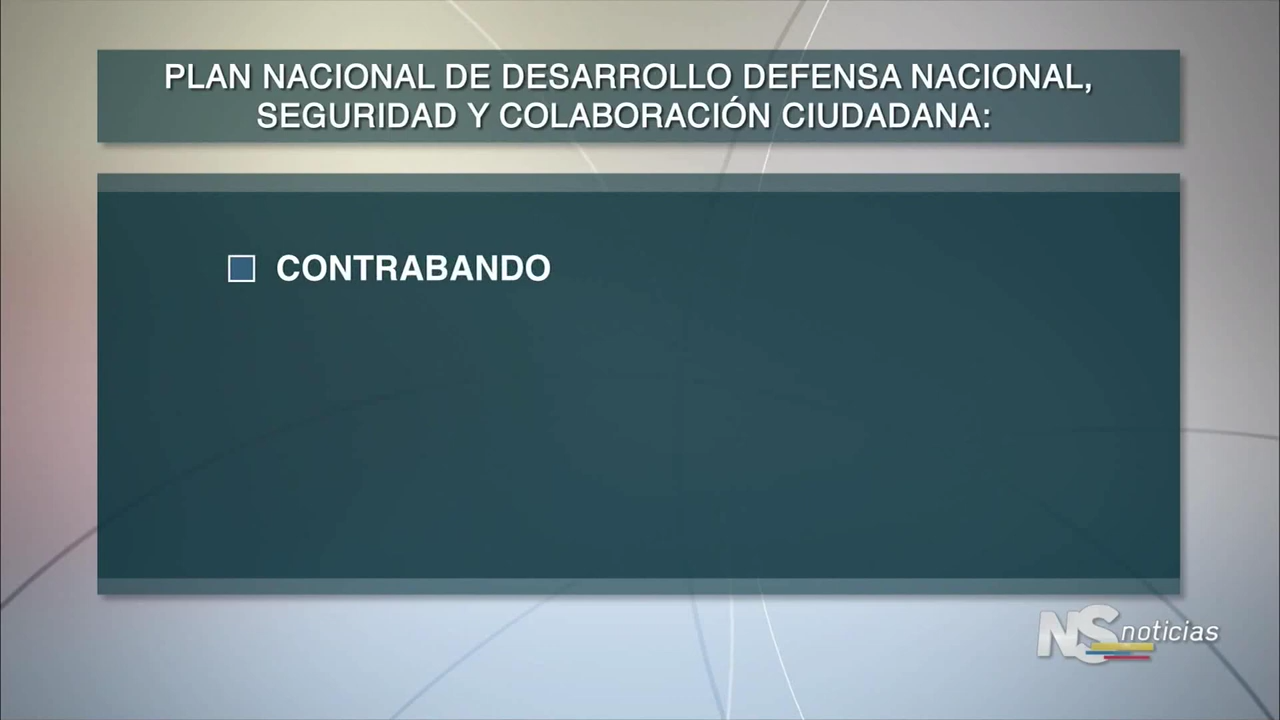 PLAN NACIONAL DE DESARROLLO DEFENSA NACIONAL,
SEGURIDAD Y COLABORACIÓN CIUDADANA:
CONTRABANDO
NS noticias